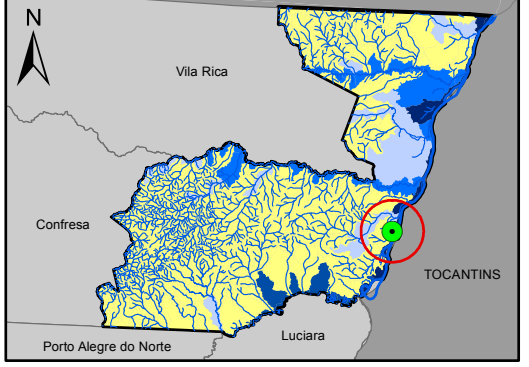 N
Vila Rica
Confresa
TOCANTINS
Luciara
Porto Alegre do Norte